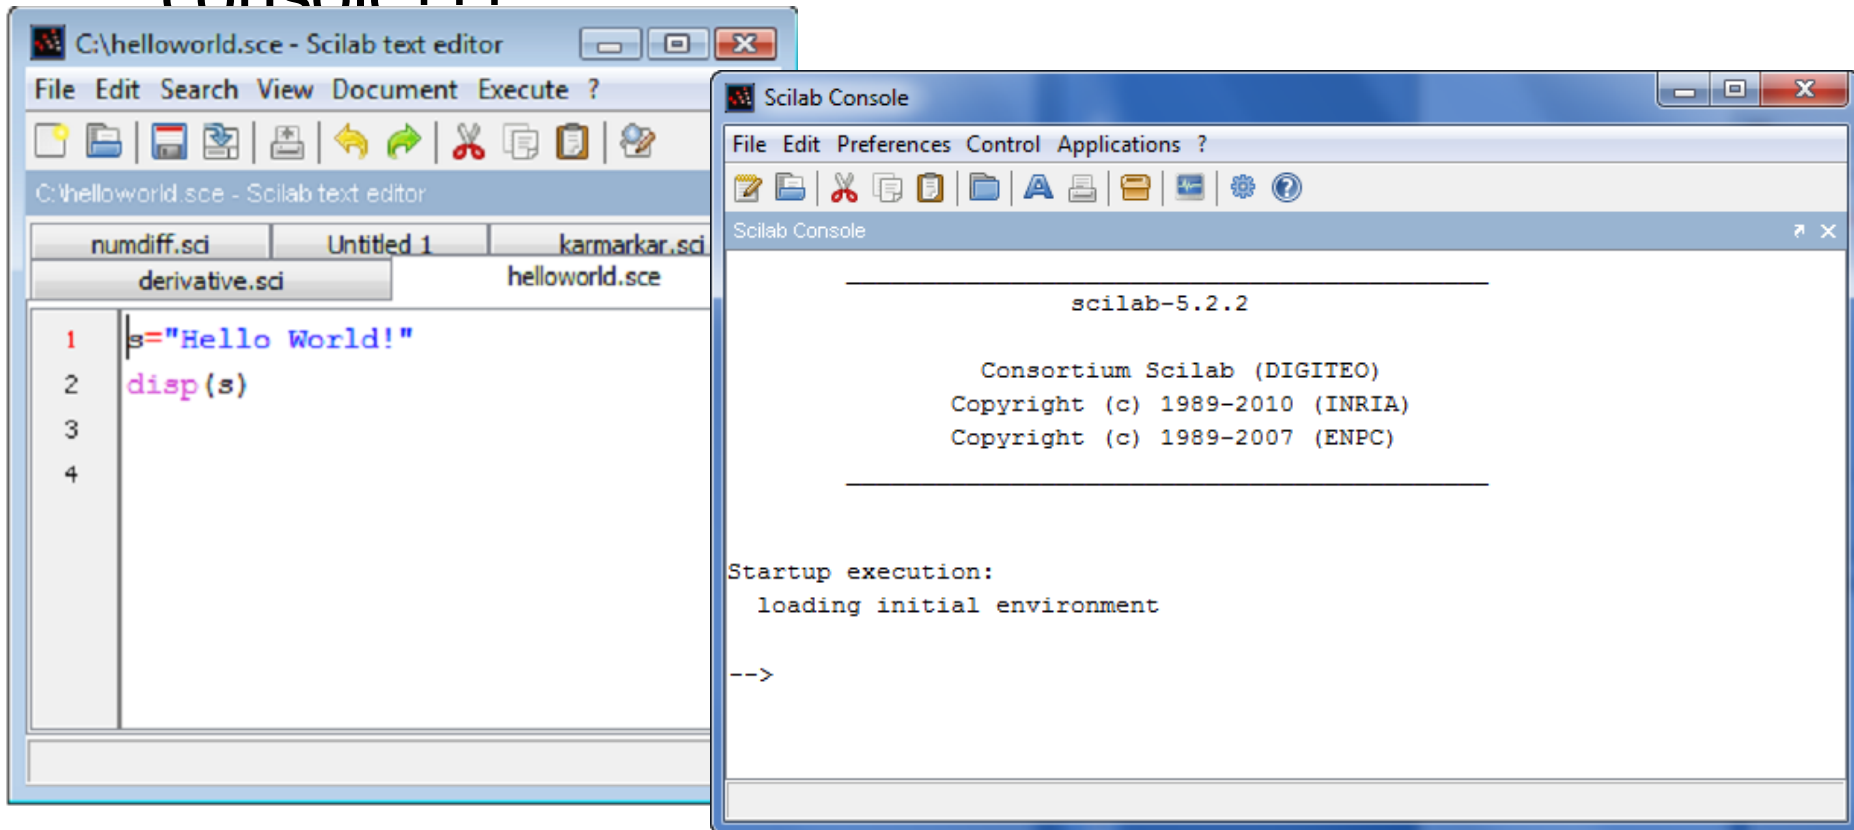 C:\helloworld.sce - Scilab text editor
File Edit Search View Document Execute ?
C:\helloworld.sce - Scilab text editor
numdiff.sci Untitled 1 karmarkar.sci
derivative.sci helloworld.sce
1 s="Hello World!"
2 disp(s)
3
4
Scilab Console
File Edit Preferences Control Applications ?
Scilab Console
scilab-5.2.2
Consortium Scilab (DIGITEO)
Copyright (c) 1989-2010 (INRIA)
Copyright (c) 1989-2007 (ENPC)
Startup execution:
loading initial environment
-->